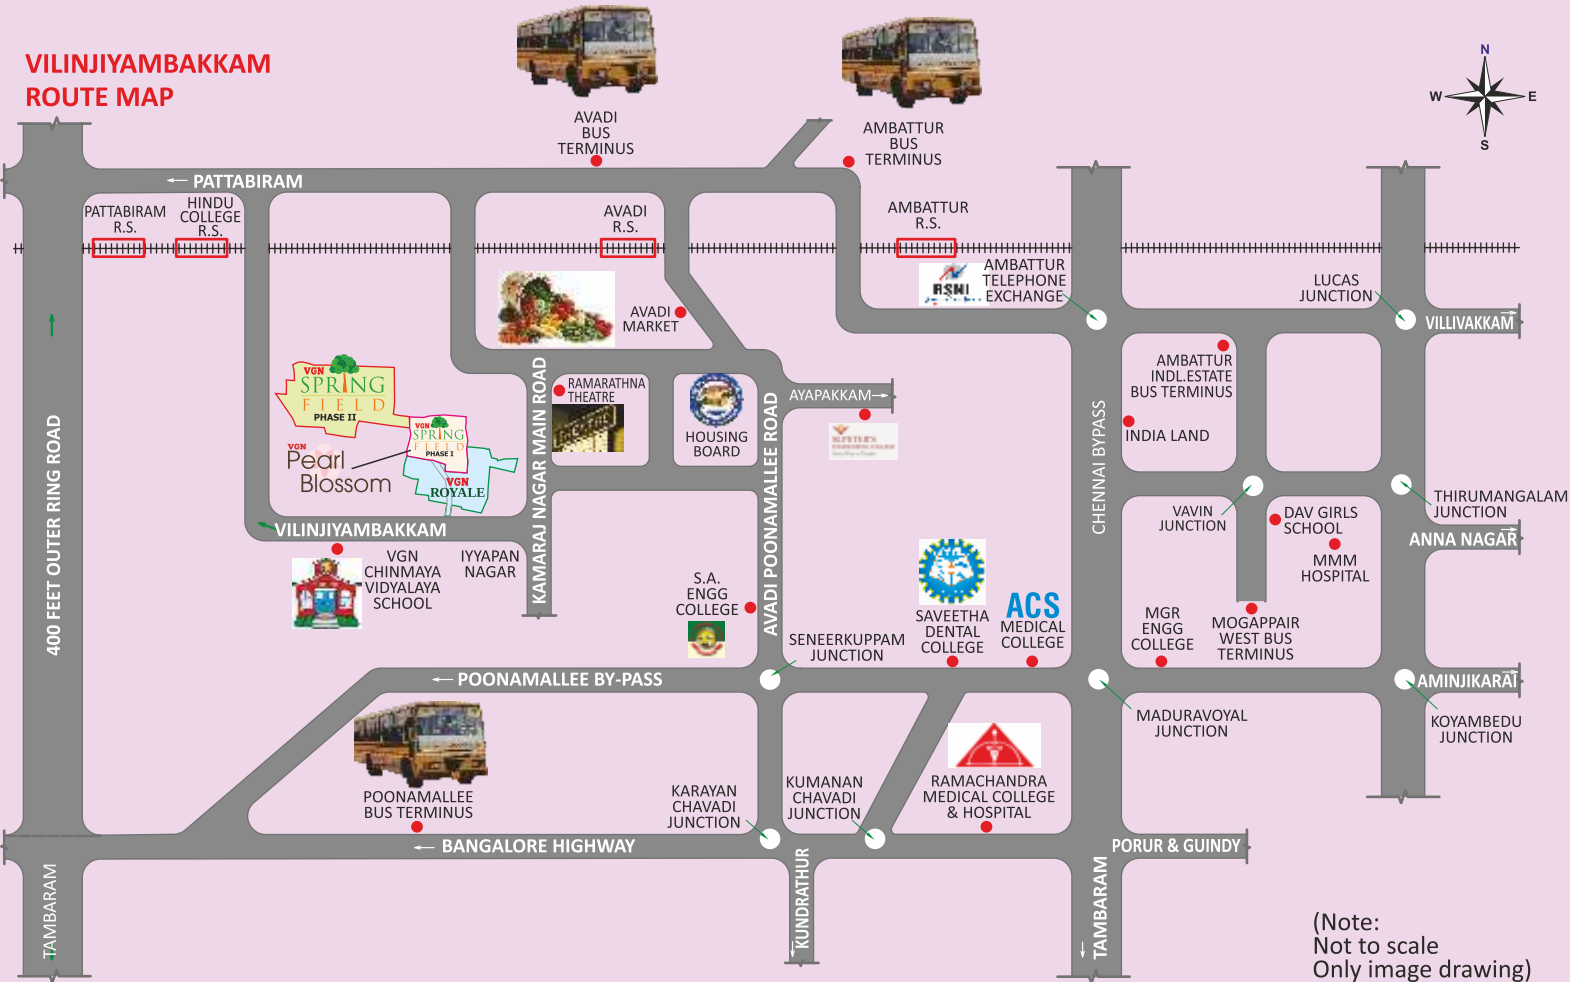 VILINJIYAMBAKKAM
ROUTE MAP
AVADI
BUS
TERMINUS
AMBATTUR
BUS
TERMINUS
N
W
E
S
PATTABIRAM
PATTABIRAM
R.S.
HINDU
COLLEGE
R.S.
AVADI
R.S.
AMBATTUR
R.S.
AMBATTUR
TELEPHONE
EXCHANGE
LUCAS
JUNCTION
VILLIVAKKAM
AVADI
MARKET
AMBATTUR
INDL.ESTATE
BUS TERMINUS
INDIA LAND
VGN
SPRING
FIELD
PHASE II
VGN
SPRING
FIELD
PHASE I
VGN
Pearl
Blossom
VGN
ROYALE
RAMARATHNA
THEATRE
HOUSING
BOARD
AYAPAKKAM
400 FEET OUTER RING ROAD
KAMARAJ NAGAR MAIN ROAD
AVADI POONAMALLEE ROAD
CHENNAI BYPASS
VILINJIYAMBAKKAM
VGN
CHINMAYA
VIDYALAYA
SCHOOL
IYYAPAN
NAGAR
VAVIN
JUNCTION
THIRUMANGALAM
JUNCTION
DAV GIRLS
SCHOOL
ANNA NAGAR
MMM
HOSPITAL
S.A.
ENGG
COLLEGE
SENEERKUPPAM
JUNCTION
SAVEETHA
DENTAL
COLLEGE
ACS
MEDICAL
COLLEGE
MGR
ENGG
COLLEGE
MOGAPPAIR
WEST BUS
TERMINUS
POONAMALLEE BY-PASS
AMINJIKARAI
MADURAVOYAL
JUNCTION
KOYAMBEDU
JUNCTION
POONAMALLEE
BUS TERMINUS
KARAYAN
CHAVADI
JUNCTION
KUMANAN
CHAVADI
JUNCTION
RAMACHANDRA
MEDICAL COLLEGE
& HOSPITAL
BANGALORE HIGHWAY
PORUR & GUINDY
TAMBARAM
KUNDRATHUR
TAMBARAM
(Note:
Not to scale
Only image drawing)